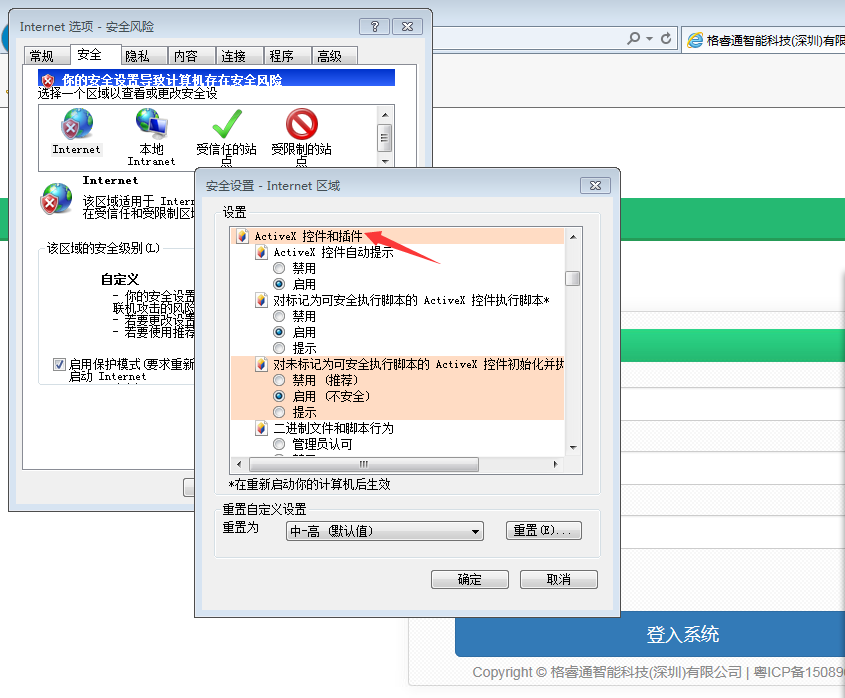 Internet 选项 - 安全风险
常规 安全 隐私 内容 连接 程序 高级
你的安全设置导致计算机存在安全风险
选择一个区域以查看或更改安全设
Internet
本地
Intranet
受信任的站
点
受限制的站
点
Internet
该区域适用于 Inter
在受信任和受限制区
该区域的安全级别(L)
自定义
- 你的安全设置
联机攻击的风险
- 若要更改设置
- 若要使用推荐
启用保护模式(要求重新
启动 Internet
安全设置 - Internet 区域
设置
ActiveX 控件和插件
ActiveX 控件自动提示
禁用
启用
对标记为可安全执行脚本的 ActiveX 控件执行脚本*
禁用
启用
提示
对未标记为可安全执行脚本的 ActiveX 控件初始化并执
禁用 (推荐)
启用 (不安全)
提示
二进制文件和脚本行为
管理员认可
*在重新启动你的计算机后生效
重置自定义设置
重置为
中-高 (默认值)
重置(E)...
确定
取消
格睿通智能科技(深圳)有限
登入系统
Copyright © 格睿通智能科技(深圳)有限公司 | 粤ICP备15089